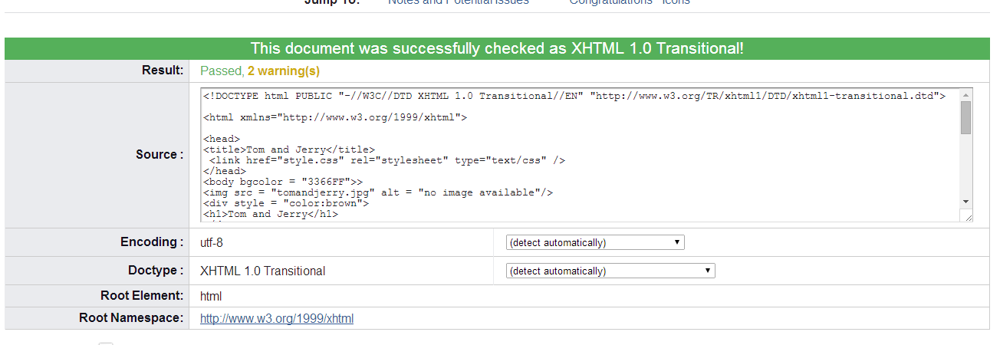 Jump To: Notes and Potential Issues Congratulations · Icons
This document was successfully checked as XHTML 1.0 Transitional!
Result: Passed, 2 warning(s)
Source :
<!DOCTYPE html PUBLIC "-//W3C//DTD XHTML 1.0 Transitional//EN" "http://www.w3.org/TR/xhtml1/DTD/xhtml1-transitional.dtd">
<html xmlns="http://www.w3.org/1999/xhtml">
<head>
<title>Tom and Jerry</title>
<link href="style.css" rel="stylesheet" type="text/css" />
</head>
<body bgcolor = "3366FF">>
<img src = "tomandjerry.jpg" alt = "no image available"/>
<div style = "color:brown">
<h1>Tom and Jerry</h1>
Encoding : utf-8 (detect automatically)
Doctype : XHTML 1.0 Transitional (detect automatically)
Root Element: html
Root Namespace: http://www.w3.org/1999/xhtml